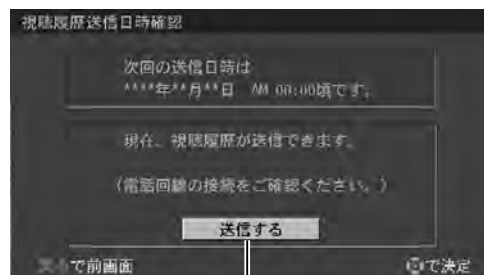 視聴履歴送信日時確認
次回の送信日時は
****年**月**日 AM 00:00頃です。
現在、視聴履歴が送信できます。
(電話回線の接続をご確認ください。)
送信する
で前画面
で決定